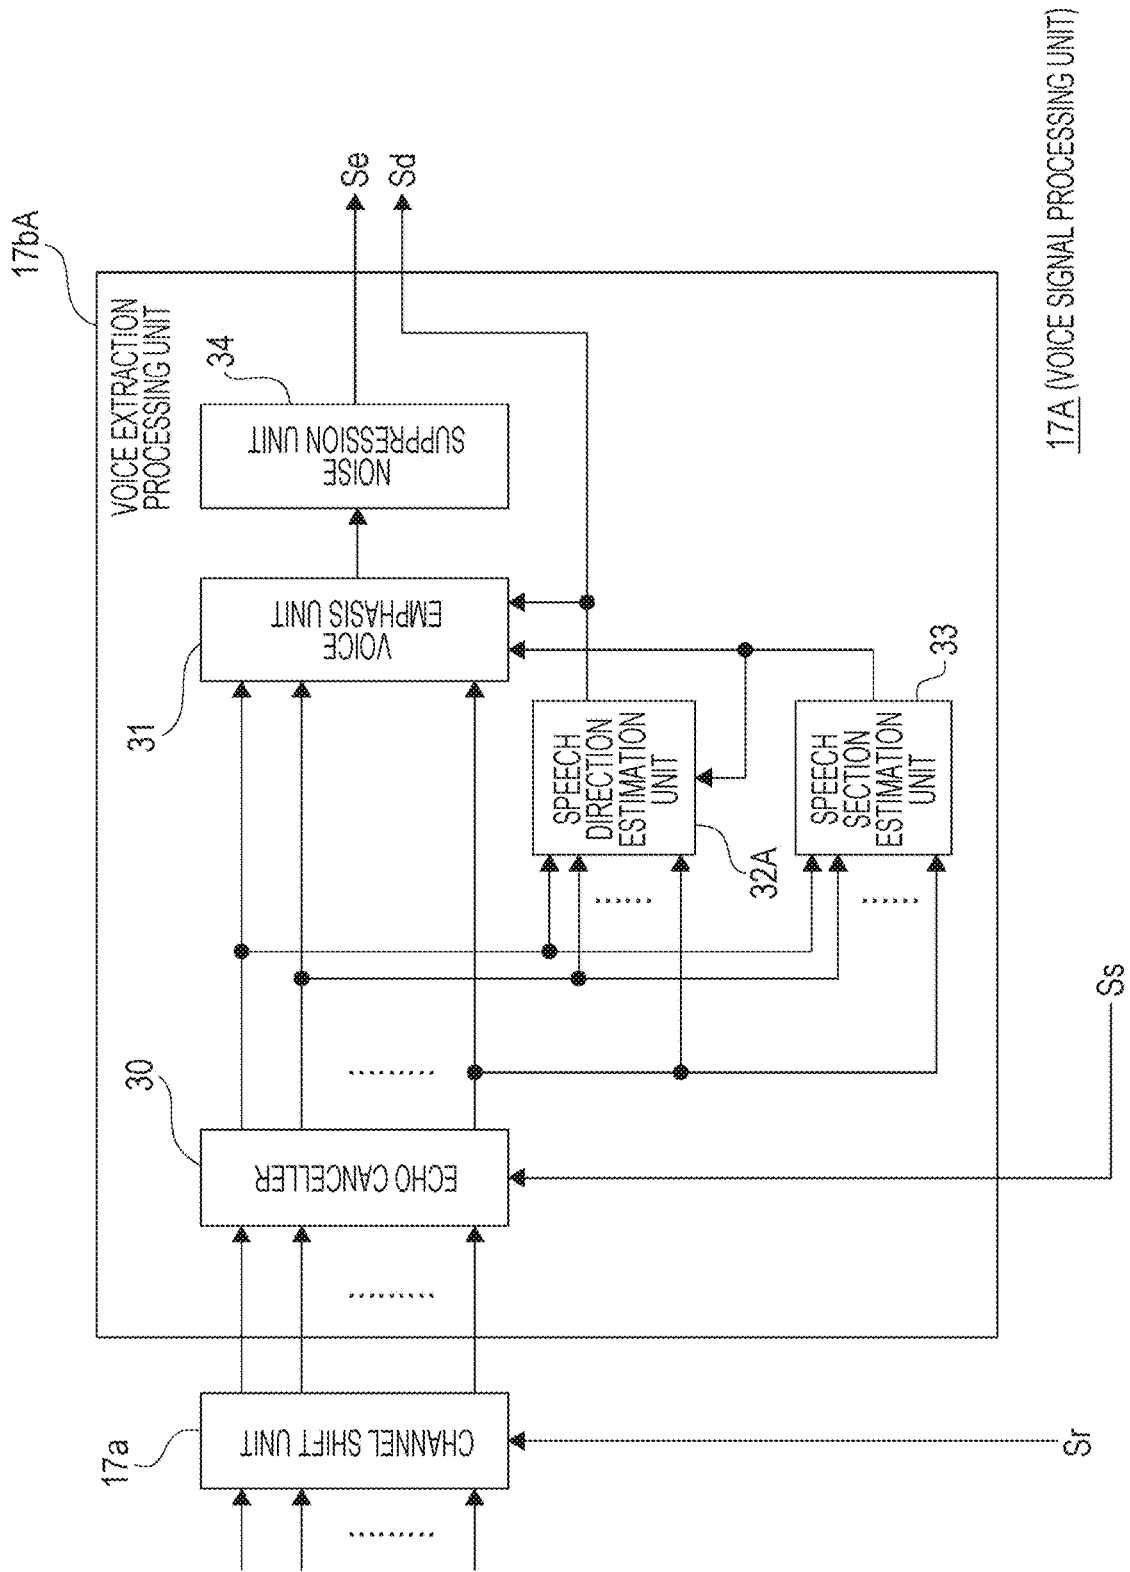 17A (VOICE SIGNAL PROCESSING UNIT)
17bA
VOICE EXTRACTION
PROCESSING UNIT
17a
CHANNEL SHIFT UNIT
Sr
30
ECHO CANCELLER
Ss
31
VOICE
EMPHASIS UNIT
34
NOISE
SUPPRESSION UNIT
Se
Sd
SPEECH
DIRECTION
ESTIMATION
UNIT
32A
SPEECH
SECTION
ESTIMATION
UNIT
33